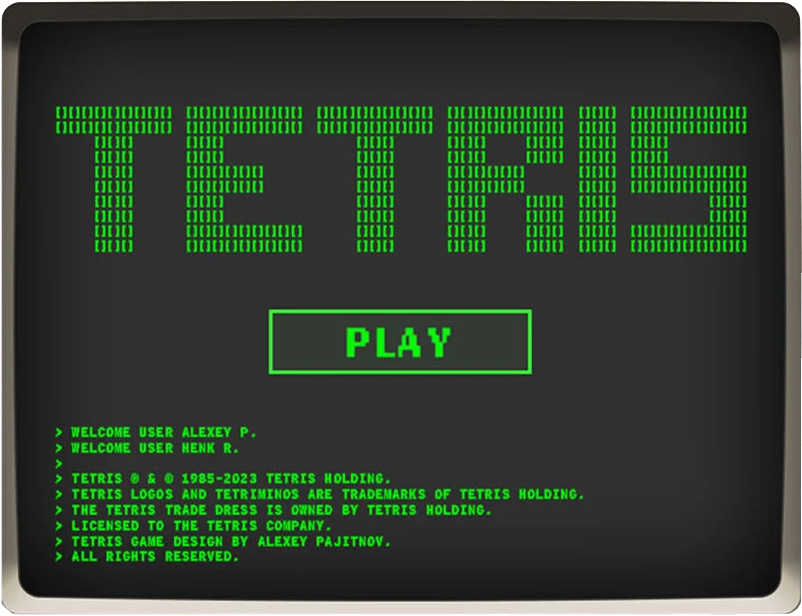 TETRIS
PLAY
> WELCOME USER ALEXEY P.
> WELCOME USER HENK R.
>
> TETRIS ® & © 1985-2023 TETRIS HOLDING.
> TETRIS LOGOS AND TETRIMINOS ARE TRADEMARKS OF TETRIS HOLDING.
> THE TETRIS TRADE DRESS IS OWNED BY TETRIS HOLDING.
> LICENSED TO THE TETRIS COMPANY.
> TETRIS GAME DESIGN BY ALEXEY PAJITNOV.
> ALL RIGHTS RESERVED.